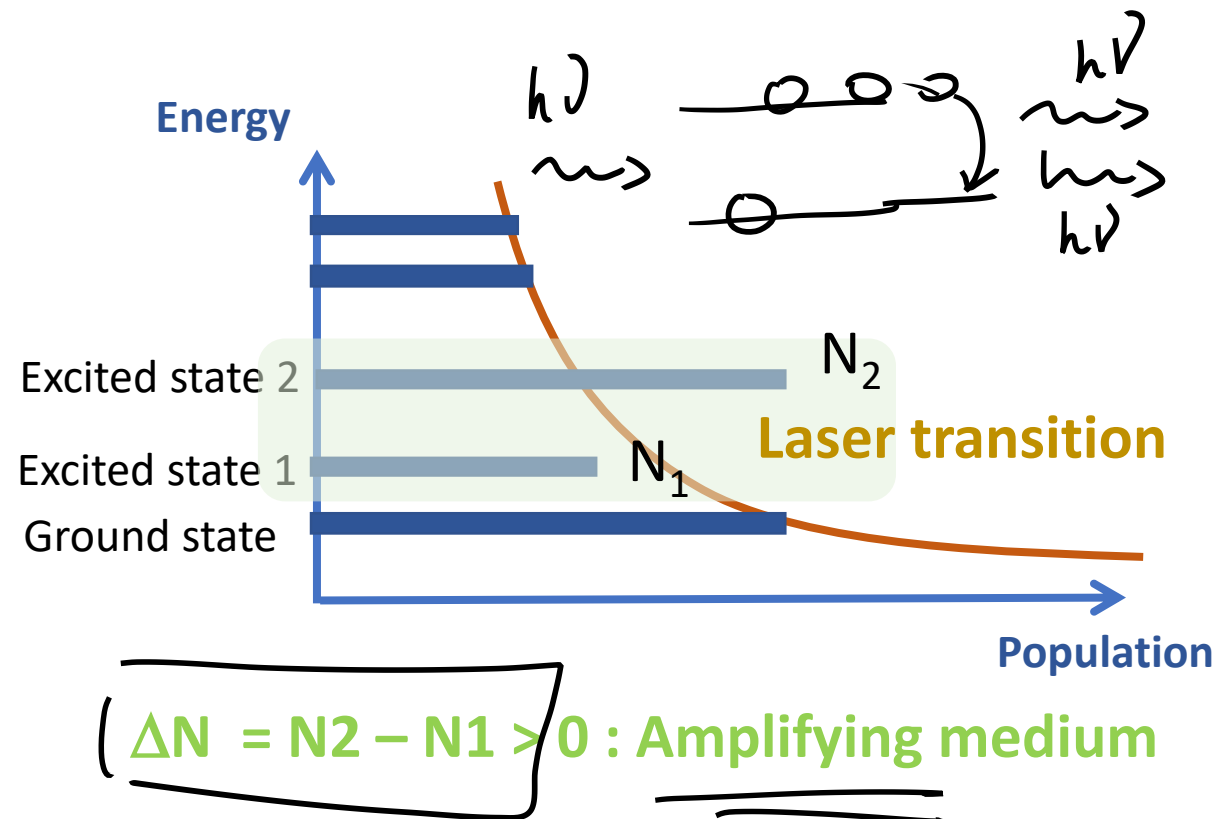 hν
hν
Energy
hν
Excited state 2
N₂
Laser transition
Excited state 1
N₁
Ground state
Population
ΔN = N2 – N1 > 0 : Amplifying medium